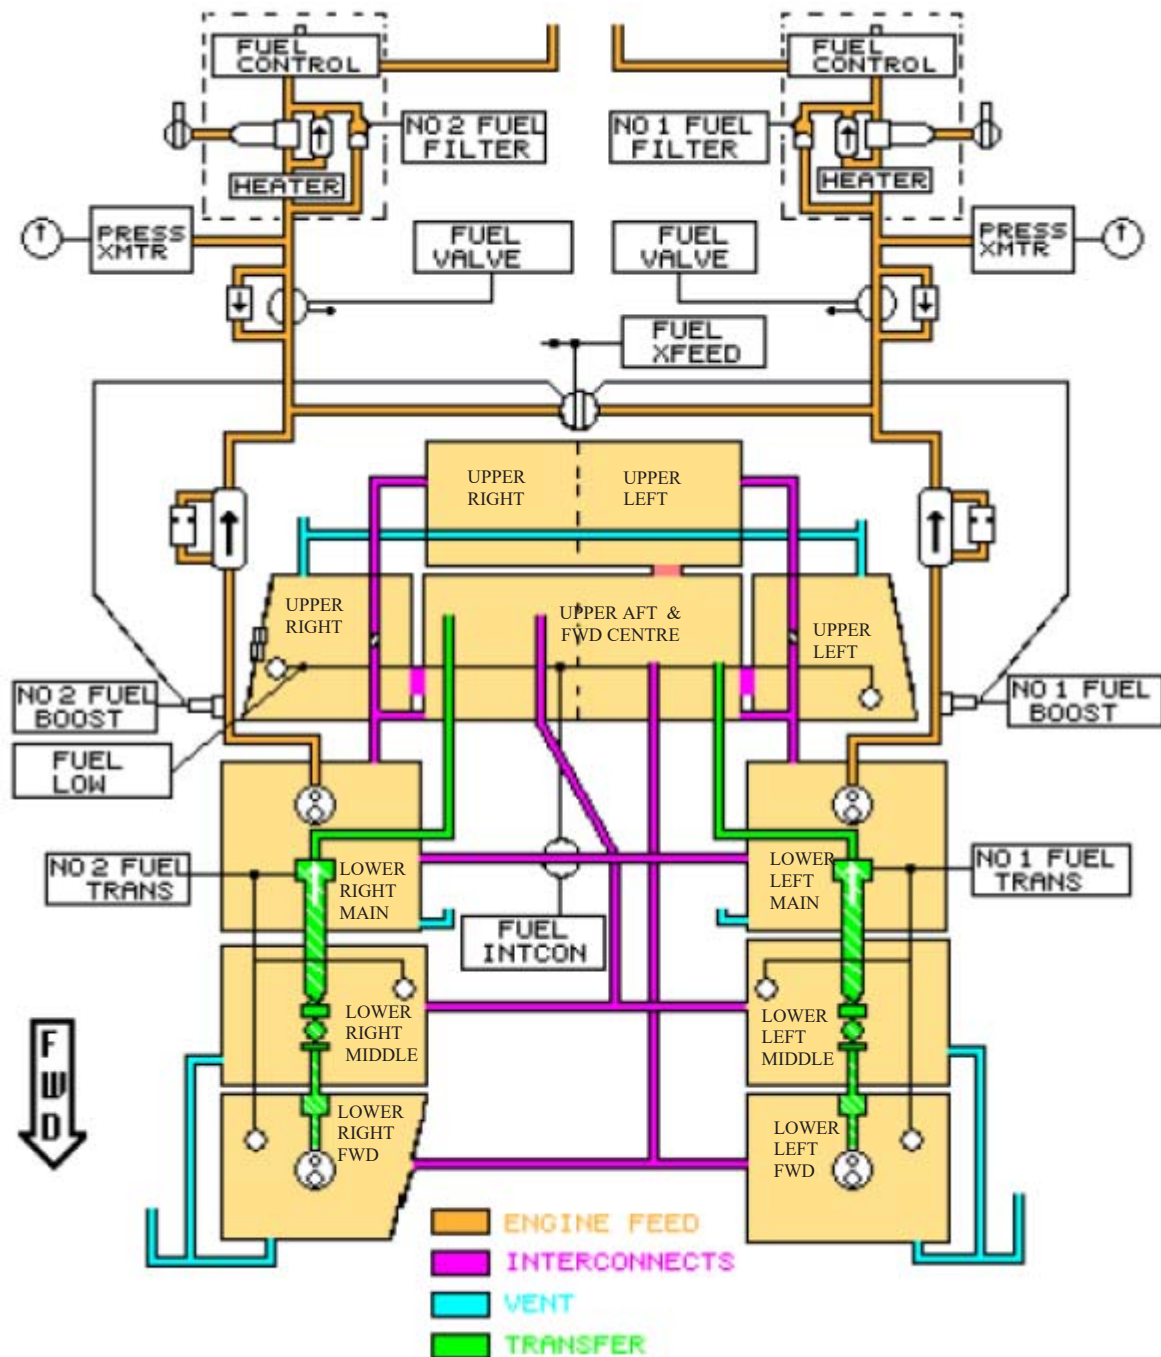 FUEL
CONTROL
FUEL
CONTROL
NO 2 FUEL
FILTER
NO 1 FUEL
FILTER
HEATER
HEATER
PRESS
XMTR
FUEL
VALVE
FUEL
VALVE
PRESS
XMTR
FUEL
XFEED
UPPER
RIGHT
UPPER
LEFT
UPPER
RIGHT
UPPER AFT &
FWD CENTRE
UPPER
LEFT
NO 2 FUEL
BOOST
NO 1 FUEL
BOOST
FUEL
LOW
NO 2 FUEL
TRANS
LOWER
RIGHT
MAIN
LOWER
LEFT
MAIN
NO 1 FUEL
TRANS
FUEL
INTCON
LOWER
RIGHT
MIDDLE
LOWER
LEFT
MIDDLE
FWD
LOWER
RIGHT
FWD
LOWER
LEFT
FWD
ENGINE FEED
INTERCONNECTS
VENT
TRANSFER